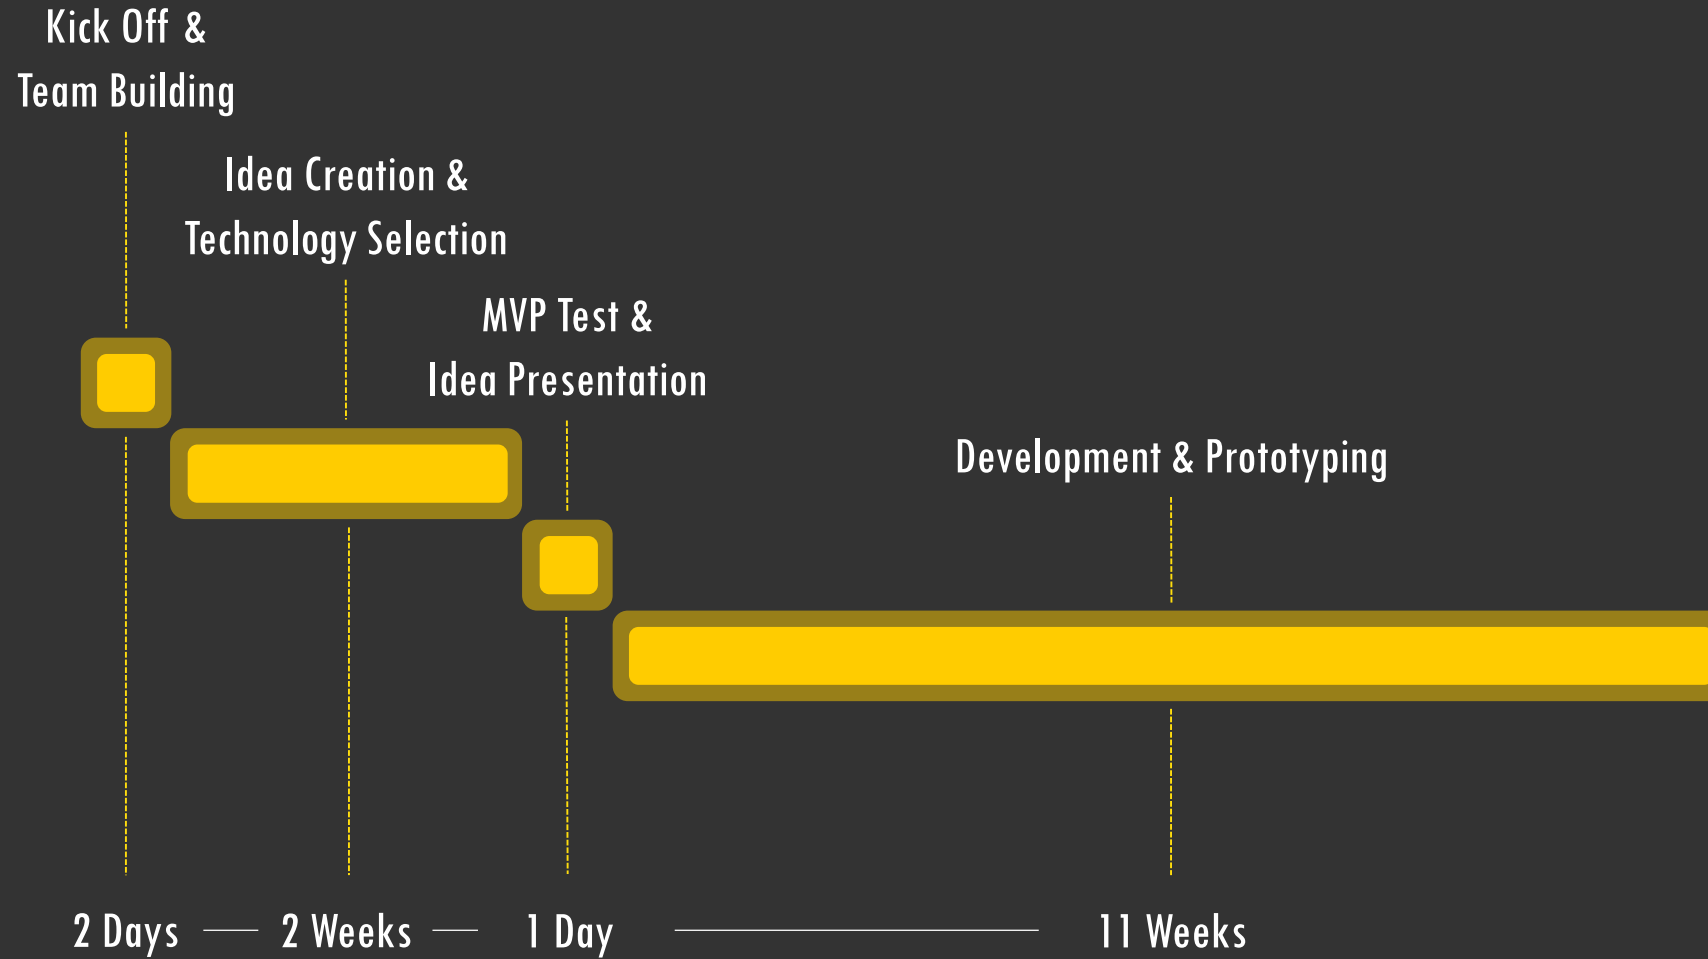 Kick Off &
Team Building
Idea Creation &
Technology Selection
MVP Test &
Idea Presentation
Development & Prototyping
2 Days
2 Weeks
1 Day
11 Weeks